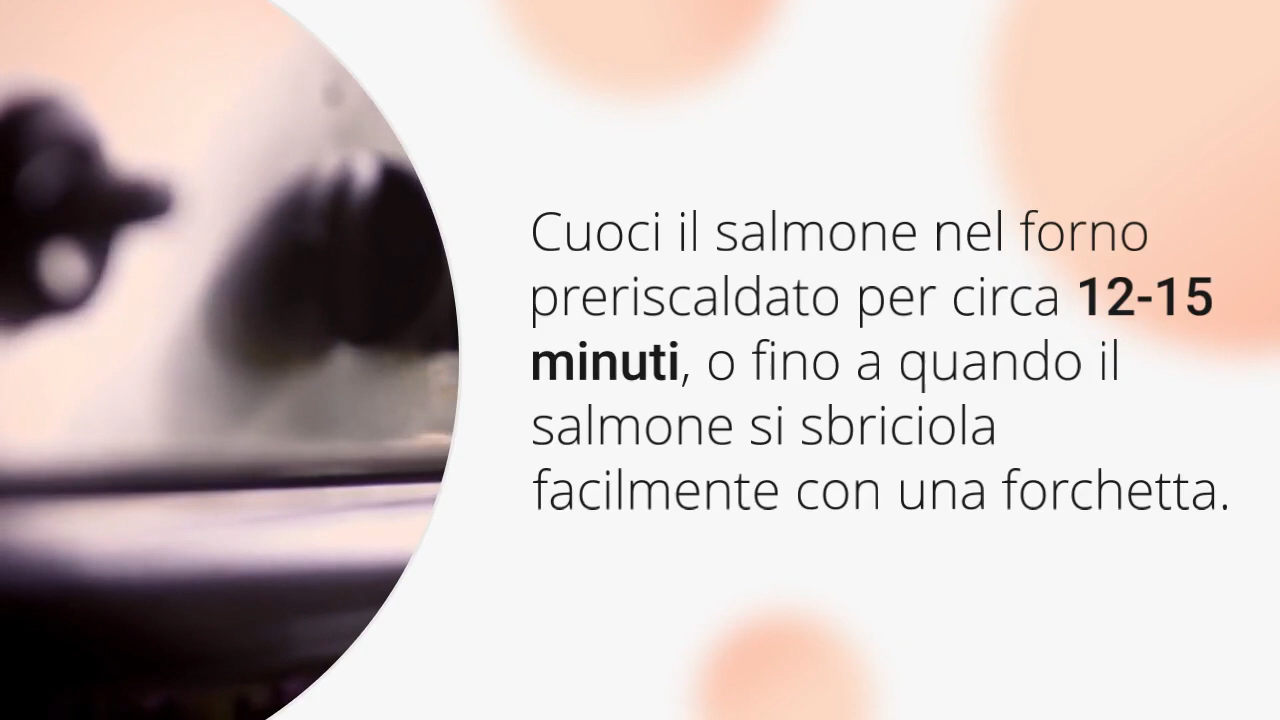 Cuoci il salmone nel forno
preriscaldato per circa 12-15
minuti, o fino a quando il
salmone si sbriciola
facilmente con una forchetta.